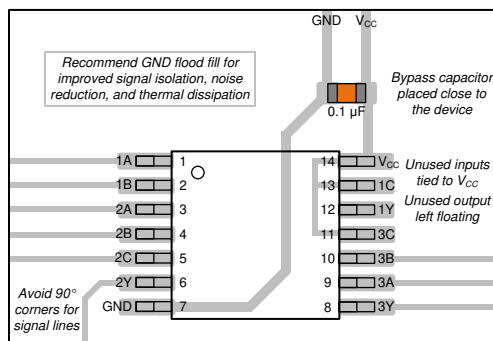 GND VCC
Recommend GND flood fill for
improved signal isolation, noise
reduction, and thermal dissipation
Bypass capacitor
placed close to
the device
0.1 µF
1A 1 14 VCC
1B 2 13 1C
2A 3 12 1Y
2B 4 11 3C
2C 5 10 3B
2Y 6 9 3A
GND 7 8 3Y
Unused inputs
tied to VCC
Unused output
left floating
Avoid 90°
corners for
signal lines